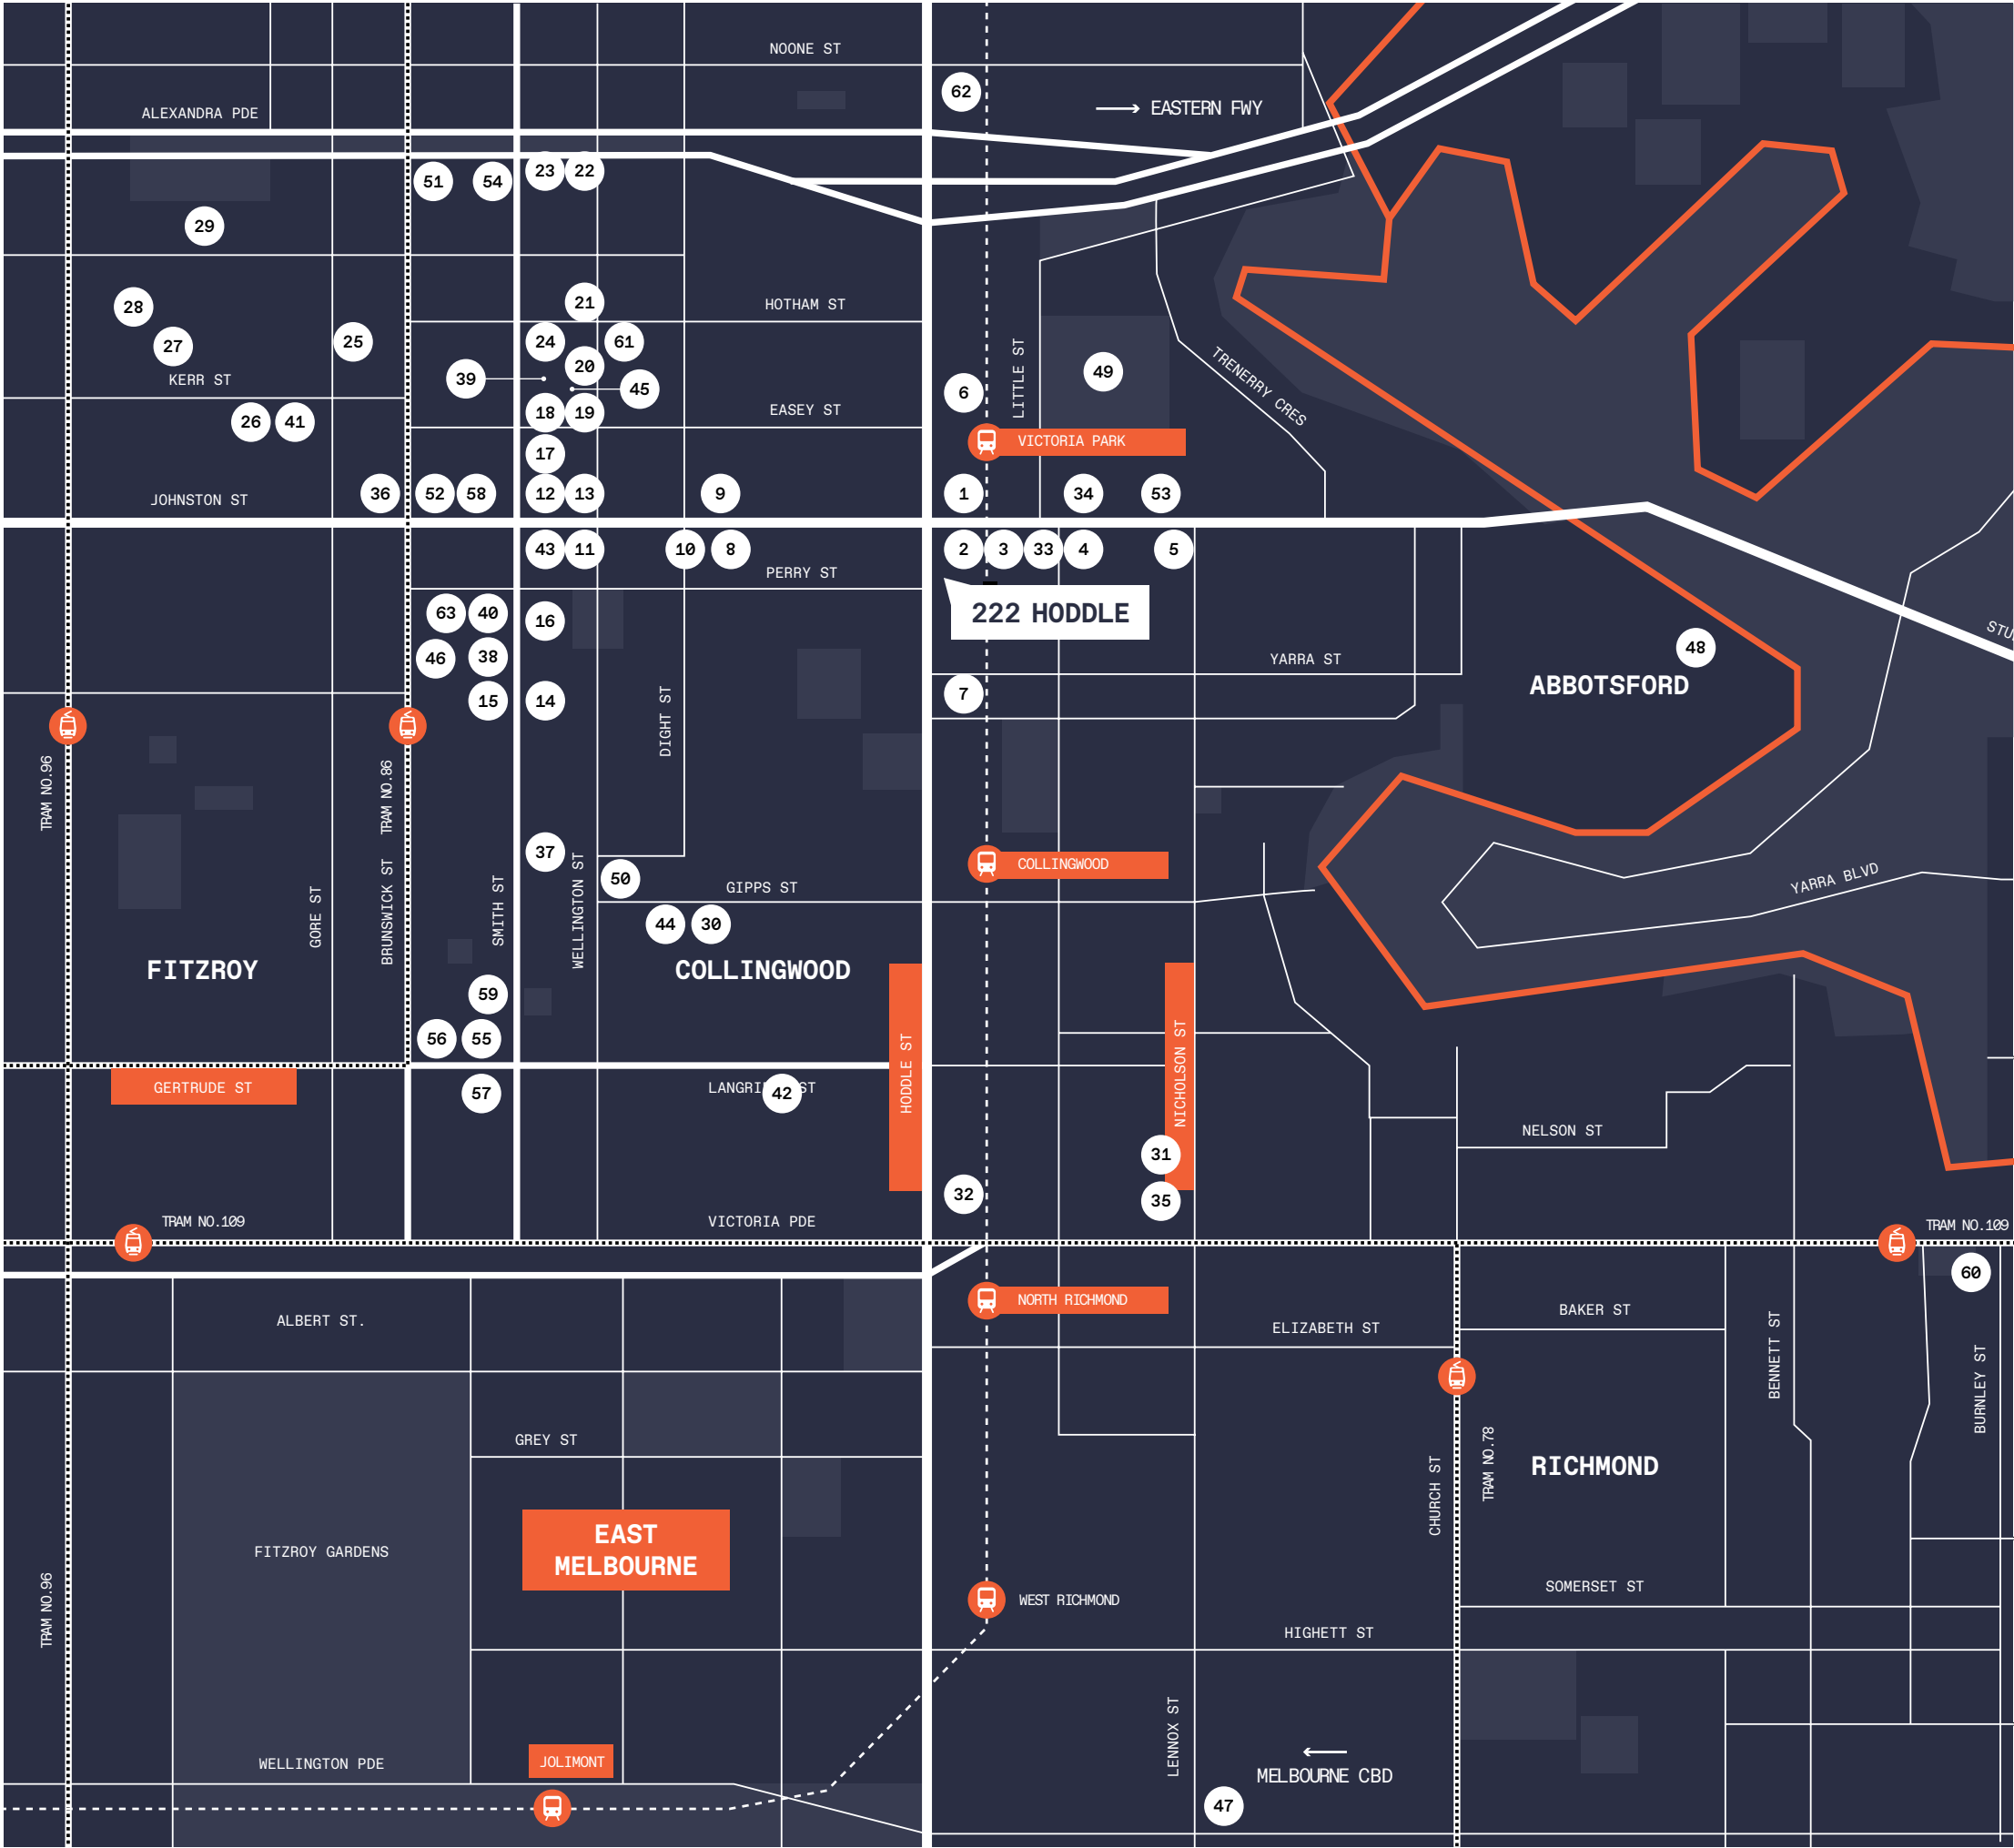 NOONE ST
62
EASTERN FWY
ALEXANDRA PDE
51
54
23
22
29
28
27
25
21
HOTHAM ST
24
61
20
39
45
KERR ST
26
41
18
19
EASEY ST
17
6
LITTLE ST
49
TRENERRY CRES
VICTORIA PARK
JOHNSTON ST
36
52
58
12
13
9
1
34
53
43
11
10
8
2
3
33
4
5
PERRY ST
222 HODDLE
63
40
16
46
38
15
14
DIGHT ST
7
YARRA ST
48
ABBOTSFORD
STU
TRAM NO.96
TRAM NO.86
37
50
COLLINGWOOD
GIPPS ST
YARRA BLVD
GORE ST
BRUNSWICK ST
SMITH ST
WELLINGTON ST
44
30
FITZROY
COLLINGWOOD
59
56
55
HODDLE ST
NICHOLSON ST
GERTRUDE ST
57
42
ST
NELSON ST
31
32
35
TRAM NO.109
VICTORIA PDE
TRAM NO.109
60
NORTH RICHMOND
ALBERT ST.
ELIZABETH ST
BAKER ST
BENNETT ST
BURNLEY ST
GREY ST
CHURCH ST
TRAM NO.78
RICHMOND
EAST
MELBOURNE
FITZROY GARDENS
TRAM NO.96
WEST RICHMOND
SOMERSET ST
HIGHETT ST
LENNOX ST
WELLINGTON PDE
JOLIMONT
MELBOURNE CBD
47